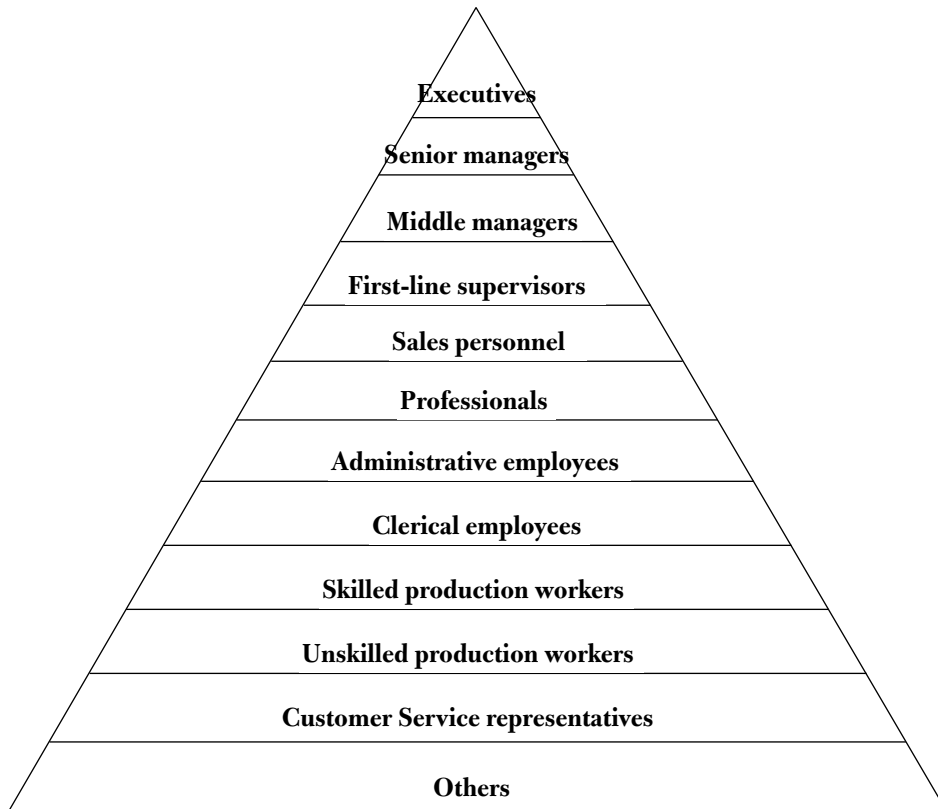 Executives
Senior managers
Middle managers
First-line supervisors
Sales personnel
Professionals
Administrative employees
Clerical employees
Skilled production workers
Unskilled production workers
Customer Service representatives
Others